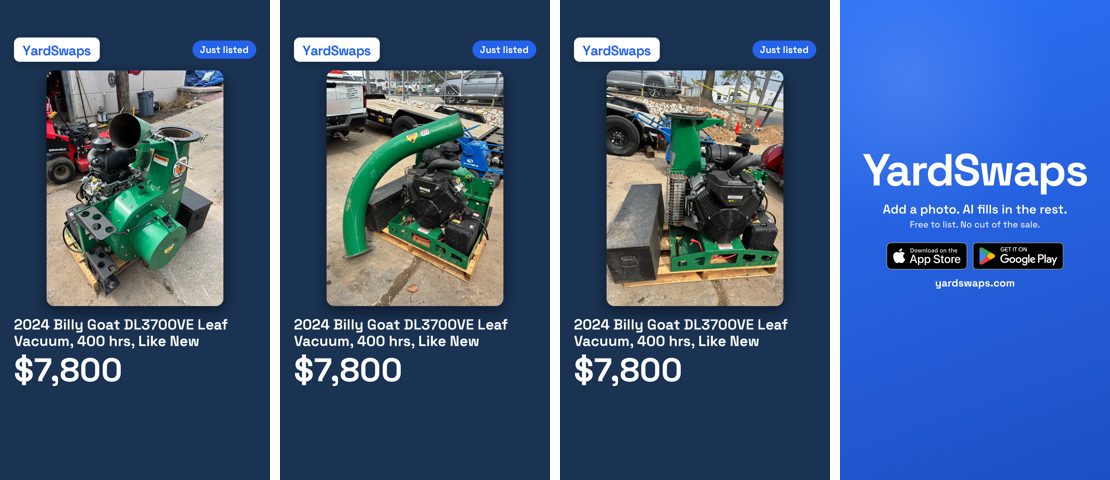 YardSwaps
Just listed
2024 Billy Goat DL3700VE Leaf
Vacuum, 400 hrs, Like New
$7,800
YardSwaps
Just listed
2024 Billy Goat DL3700VE Leaf
Vacuum, 400 hrs, Like New
$7,800
YardSwaps
Just listed
2024 Billy Goat DL3700VE Leaf
Vacuum, 400 hrs, Like New
$7,800
YardSwaps
Add a photo. AI fills in the rest.
Free to list. No cut of the sale.
Download on the
App Store
GET IT ON
Google Play
yardswaps.com